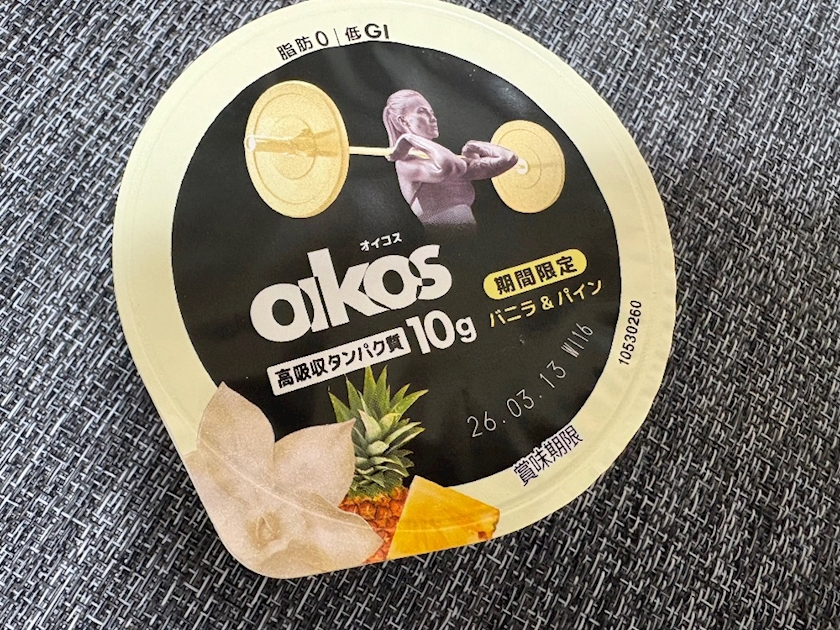 脂肪0|低GI
オイコス
oikos
期間限定
バニラ&パイン
高吸収タンパク質10g
26.03.13 W116
賞味期限
10530260